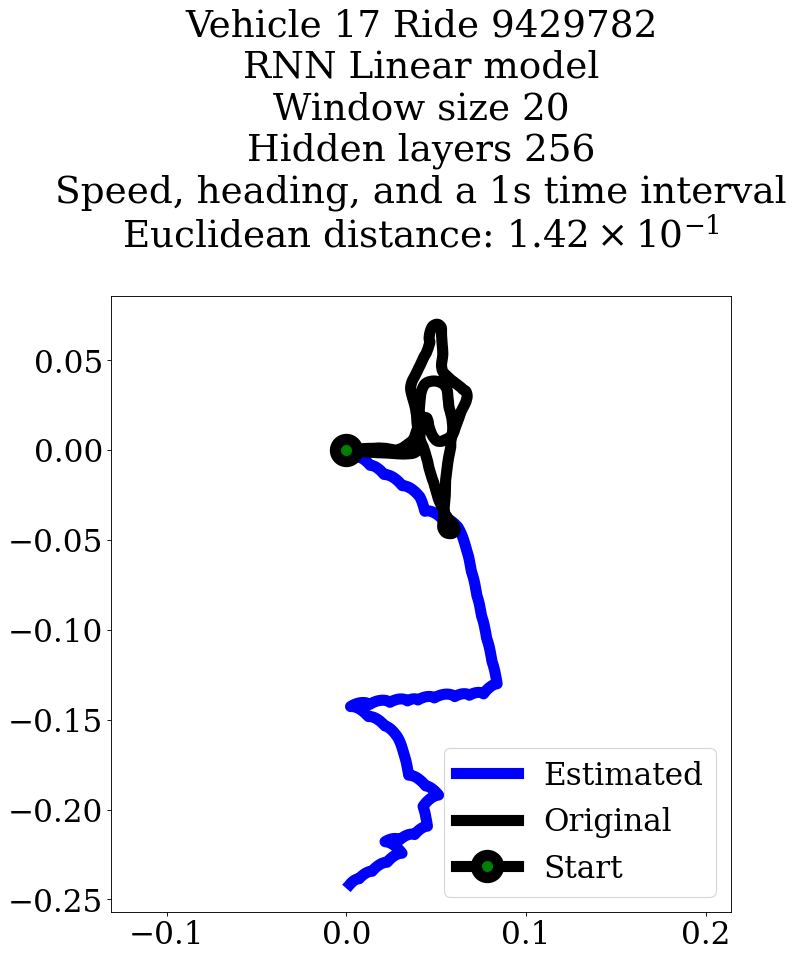 Vehicle 17 Ride 9429782
RNN Linear model
Window size 20
Hidden layers 256
Speed, heading, and a 1s time interval
Euclidean distance: 1.42 × 10⁻¹
0.05
0.00
−0.05
−0.10
−0.15
−0.20
−0.25
Estimated
Original
Start
−0.1
0.0
0.1
0.2